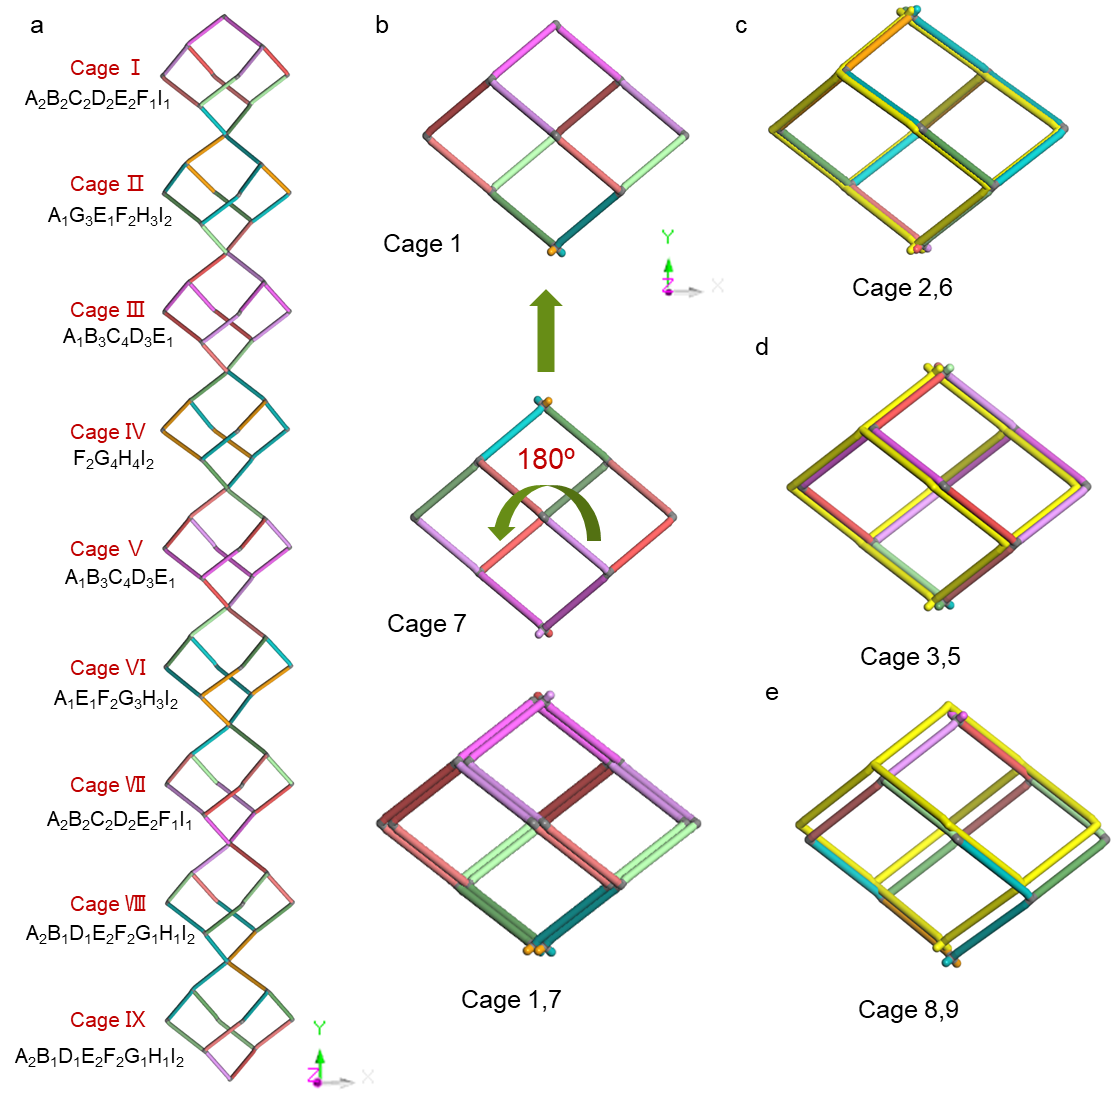 a
Cage Ⅰ
A2B2C2D2E2F1I1
Cage Ⅱ
A1G3E1F2H3I2
Cage Ⅲ
A1B3C4D3E1
Cage Ⅳ
F2G4H4I2
Cage Ⅴ
A1B3C4D3E1
Cage Ⅵ
A1E1F2G3H3I2
Cage Ⅶ
A2B2C2D2E2F1I1
Cage Ⅷ
A2B1D1E2F2G1H1I2
Cage Ⅸ
A2B1D1E2F2G1H1I2
Y
Z
X
b
Cage 1
Y
Z
X
180º
Cage 7
Cage 1,7
c
Cage 2,6
d
Cage 3,5
e
Cage 8,9